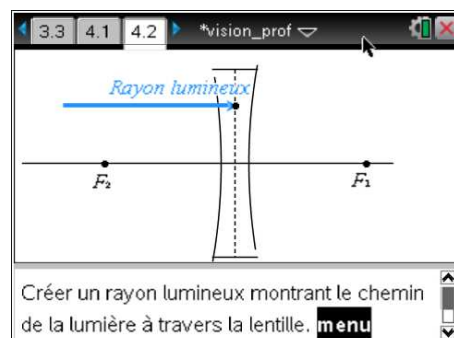 3.3 4.1 4.2 *vision_prof
Rayon lumineux
F₂ F₁
Créer un rayon lumineux montrant le chemin
de la lumière à travers la lentille. menu